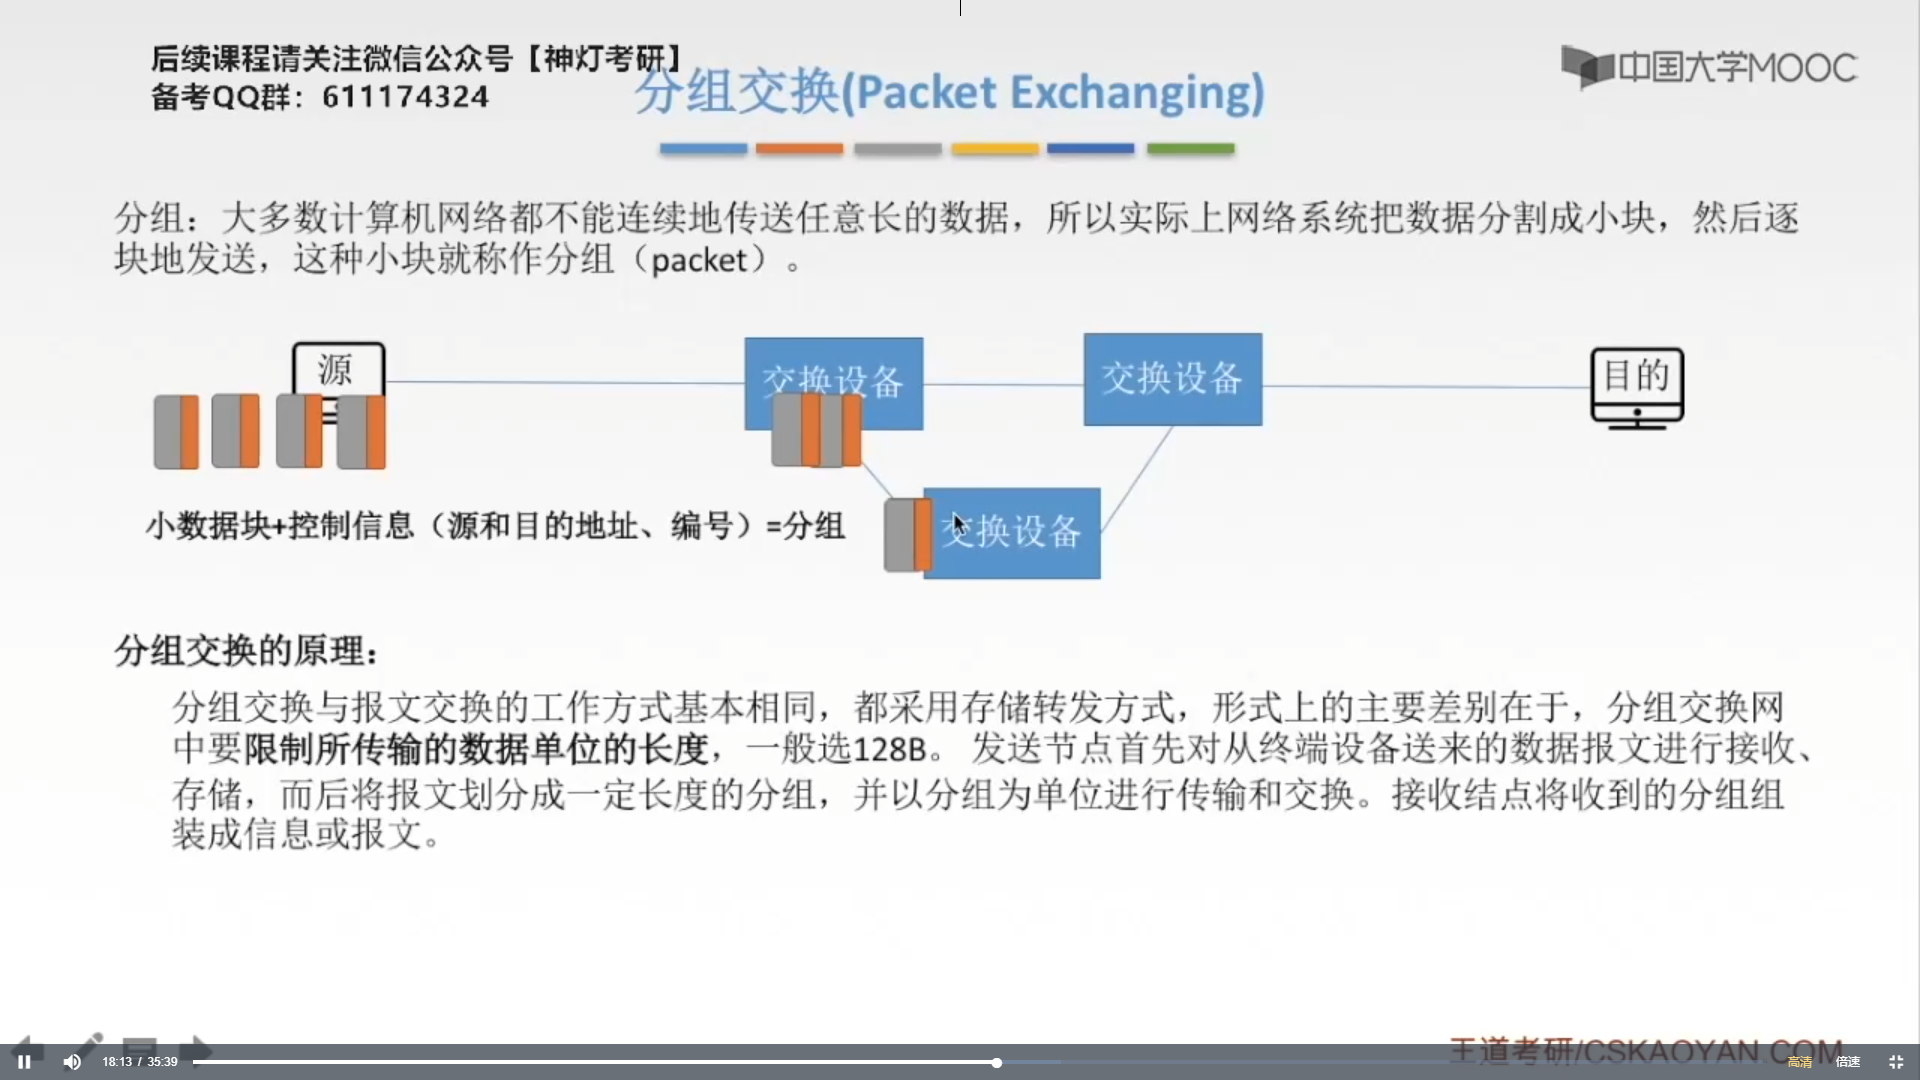 后续课程请关注微信公众号【神灯考研】
备考QQ群：611174324
中国大学MOOC
分组交换(Packet Exchanging)
分组：大多数计算机网络都不能连续地传送任意长的数据，所以实际上网络系统把数据分割成小块，然后逐
块地发送，这种小块就称作分组（packet）。
源
交换设备
交换设备
目的
小数据块+控制信息（源和目的地址、编号）=分组
交换设备
分组交换的原理：
分组交换与报文交换的工作方式基本相同，都采用存储转发方式，形式上的主要差别在于，分组交换网
中要限制所传输的数据单位的长度，一般选128B。 发送节点首先对从终端设备送来的数据报文进行接收、
存储，而后将报文划分成一定长度的分组，并以分组为单位进行传输和交换。接收结点将收到的分组组
装成信息或报文。
王道考研/CSKAOYAN.COM
18:13 / 35:39
高清
倍速